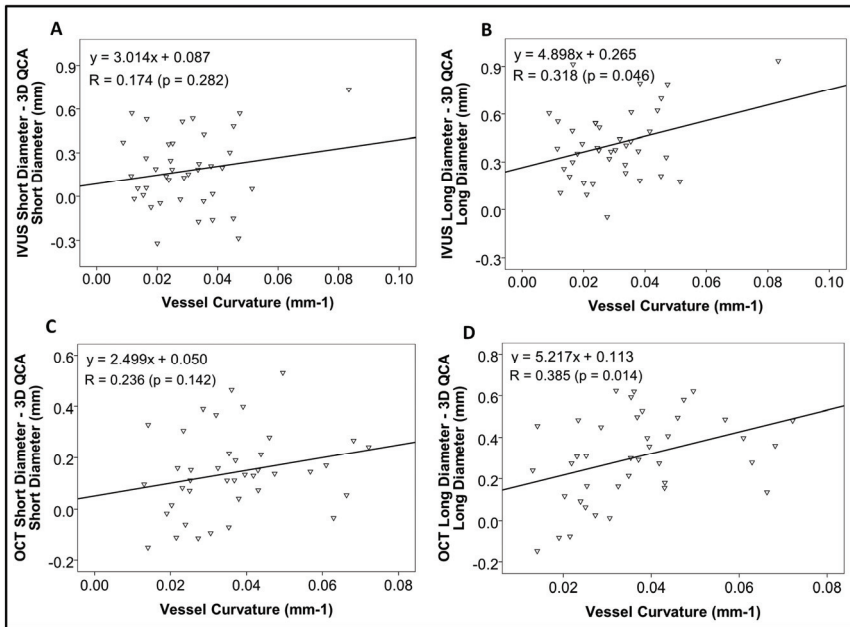 A
y = 3.014x + 0.087
R = 0.174 (p = 0.282)
IVUS Short Diameter - 3D QCA
Short Diameter (mm)
0.9
0.6
0.3
0.0
-0.3
0.00 0.02 0.04 0.06 0.08 0.10
Vessel Curvature (mm-1)
B
y = 4.898x + 0.265
R = 0.318 (p = 0.046)
IVUS Long Diameter - 3D QCA
Long Diameter (mm)
0.9
0.6
0.3
0.0
-0.3
0.00 0.02 0.04 0.06 0.08 0.10
Vessel Curvature (mm-1)
C
y = 2.499x + 0.050
R = 0.236 (p = 0.142)
OCT Short Diameter - 3D QCA
Short Diameter (mm)
0.6
0.4
0.2
0.0
-0.2
0.00 0.02 0.04 0.06 0.08
Vessel Curvature (mm-1)
D
y = 5.217x + 0.113
R = 0.385 (p = 0.014)
OCT Long Diameter - 3D QCA
Long Diameter (mm)
0.8
0.6
0.4
0.2
0.0
-0.2
0.02 0.04 0.06 0.08
Vessel Curvature (mm-1)